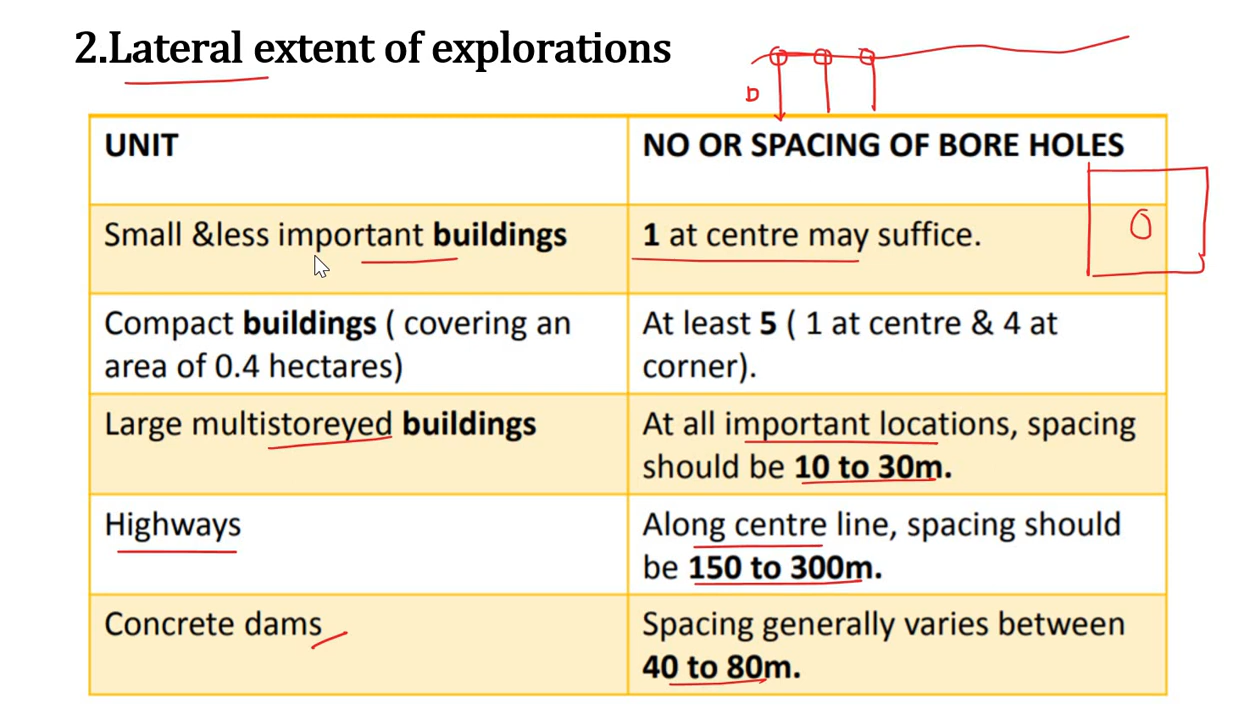 2.Lateral extent of explorations
D
UNIT
NO OR SPACING OF BORE HOLES
Small &less important buildings
1 at centre may suffice.
Compact buildings ( covering an
area of 0.4 hectares)
At least 5 ( 1 at centre & 4 at
corner).
Large multistoreyed buildings
At all important locations, spacing
should be 10 to 30m.
Highways
Along centre line, spacing should
be 150 to 300m.
Concrete dams
Spacing generally varies between
40 to 80m.